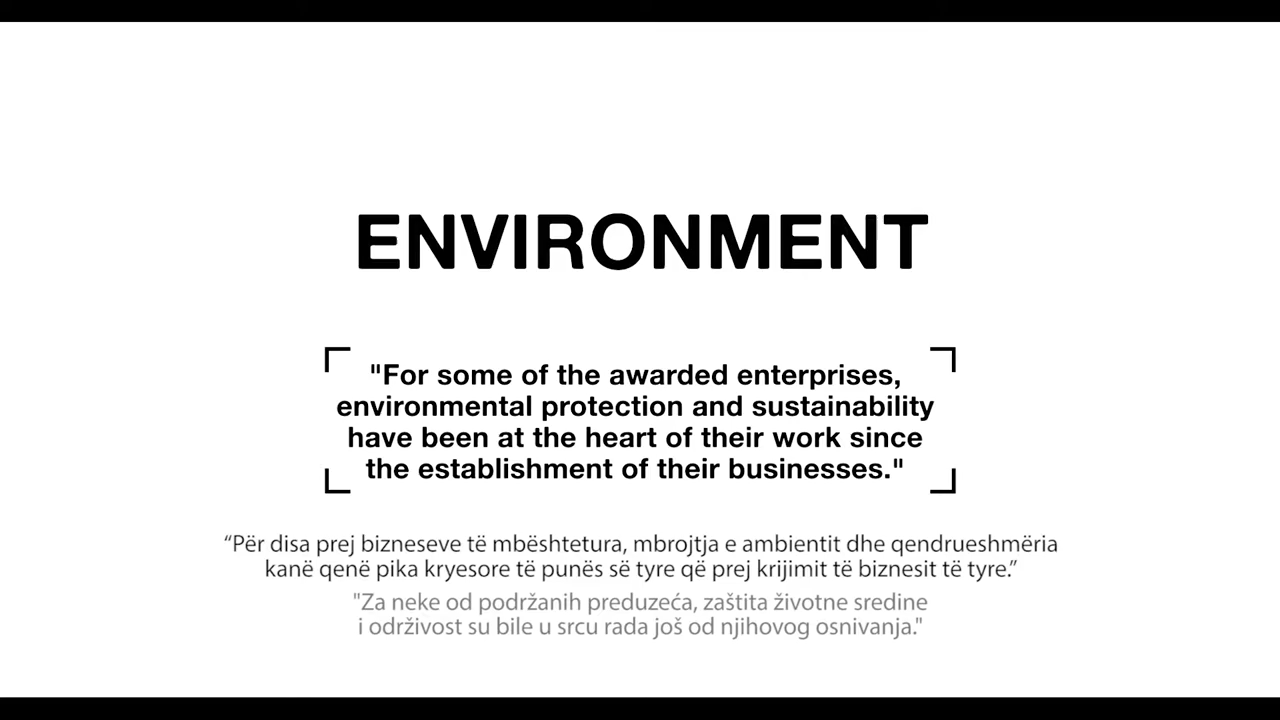 ENVIRONMENT
"For some of the awarded enterprises,
environmental protection and sustainability
have been at the heart of their work since
the establishment of their businesses."
“Për disa prej bizneseve të mbështetura, mbrojtja e ambientit dhe qendrueshmëria
kanë qenë pika kryesore të punës së tyre që prej krijimit të biznesit të tyre.”
"Za neke od podržanih preduzeća, zaštita životne sredine
i održivost su bile u srcu rada još od njihovog osnivanja."